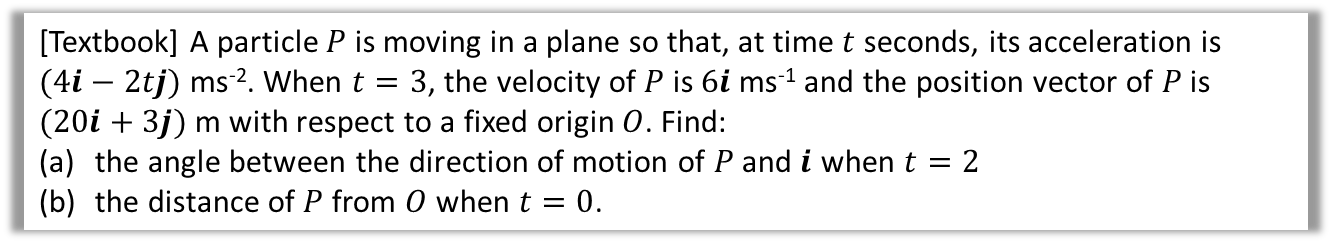 [Textbook] A particle P is moving in a plane so that, at time t seconds, its acceleration is
(4i − 2tj) ms⁻². When t = 3, the velocity of P is 6i ms⁻¹ and the position vector of P is
(20i + 3j) m with respect to a fixed origin O. Find:
(a) the angle between the direction of motion of P and i when t = 2
(b) the distance of P from O when t = 0.